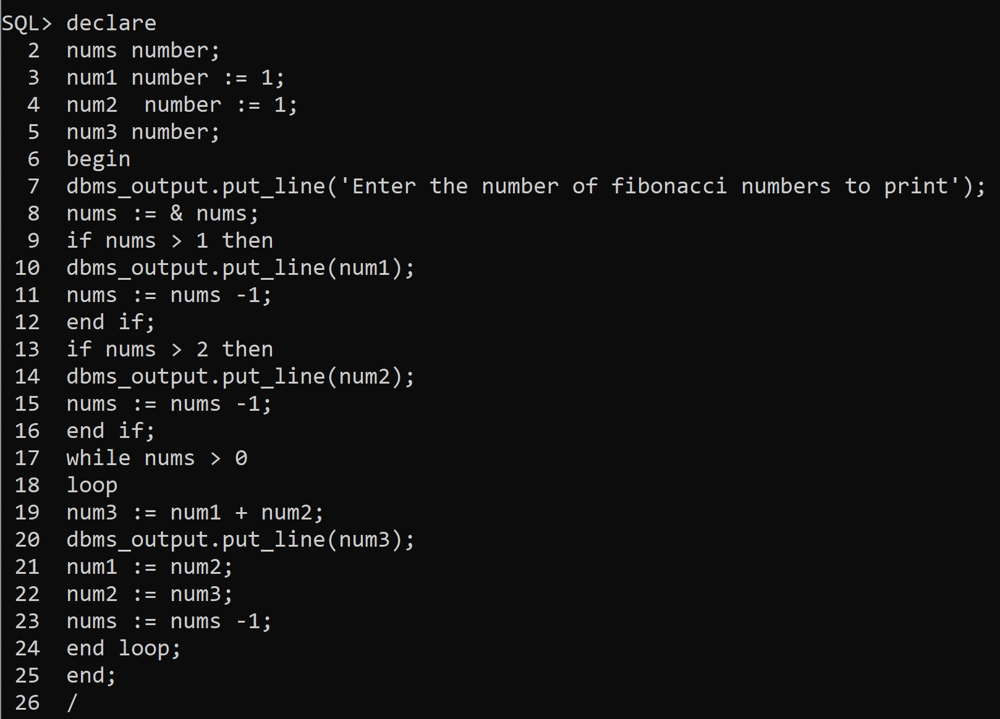 SQL> declare
  2  nums number;
  3  num1 number := 1;
  4  num2  number := 1;
  5  num3 number;
  6  begin
  7  dbms_output.put_line('Enter the number of fibonacci numbers to print');
  8  nums := & nums;
  9  if nums > 1 then
 10  dbms_output.put_line(num1);
 11  nums := nums -1;
 12  end if;
 13  if nums > 2 then
 14  dbms_output.put_line(num2);
 15  nums := nums -1;
 16  end if;
 17  while nums > 0
 18  loop
 19  num3 := num1 + num2;
 20  dbms_output.put_line(num3);
 21  num1 := num2;
 22  num2 := num3;
 23  nums := nums -1;
 24  end loop;
 25  end;
 26  /